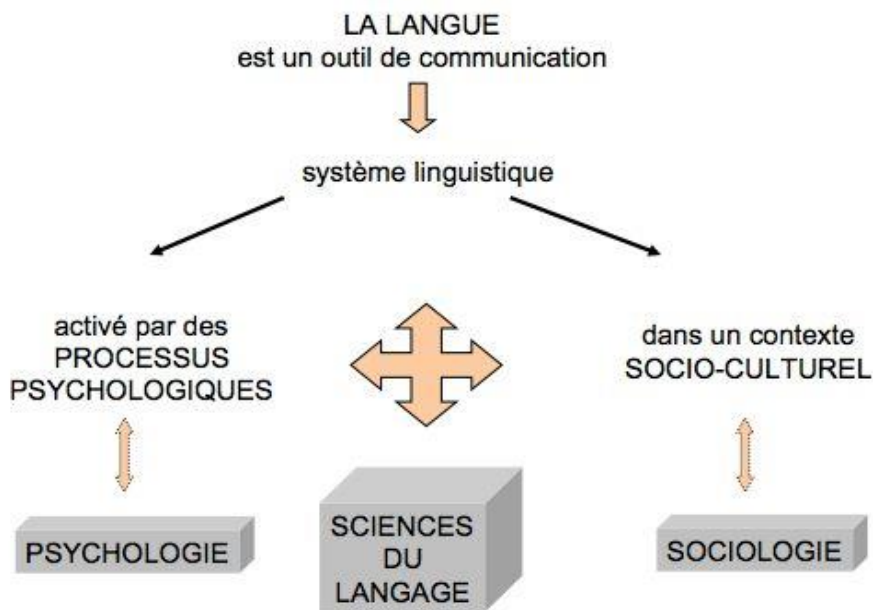 LA LANGUE
est un outil de communication
système linguistique
activé par des
PROCESSUS
PSYCHOLOGIQUES
dans un contexte
SOCIO-CULTUREL
PSYCHOLOGIE
SCIENCES
DU
LANGAGE
SOCIOLOGIE